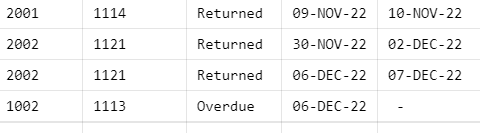 2001 1114 Returned 09-NOV-22 10-NOV-22
2002 1121 Returned 30-NOV-22 02-DEC-22
2002 1121 Returned 06-DEC-22 07-DEC-22
1002 1113 Overdue 06-DEC-22 -